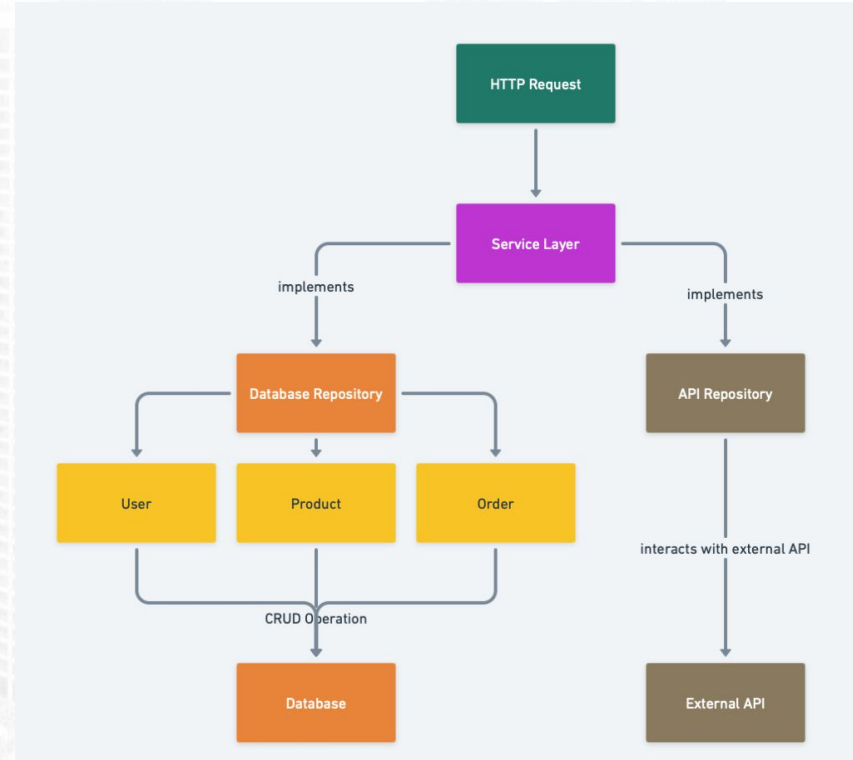 HTTP Request
Service Layer
implements
implements
Database Repository
API Repository
User
Product
Order
interacts with external API
CRUD Operation
Database
External API